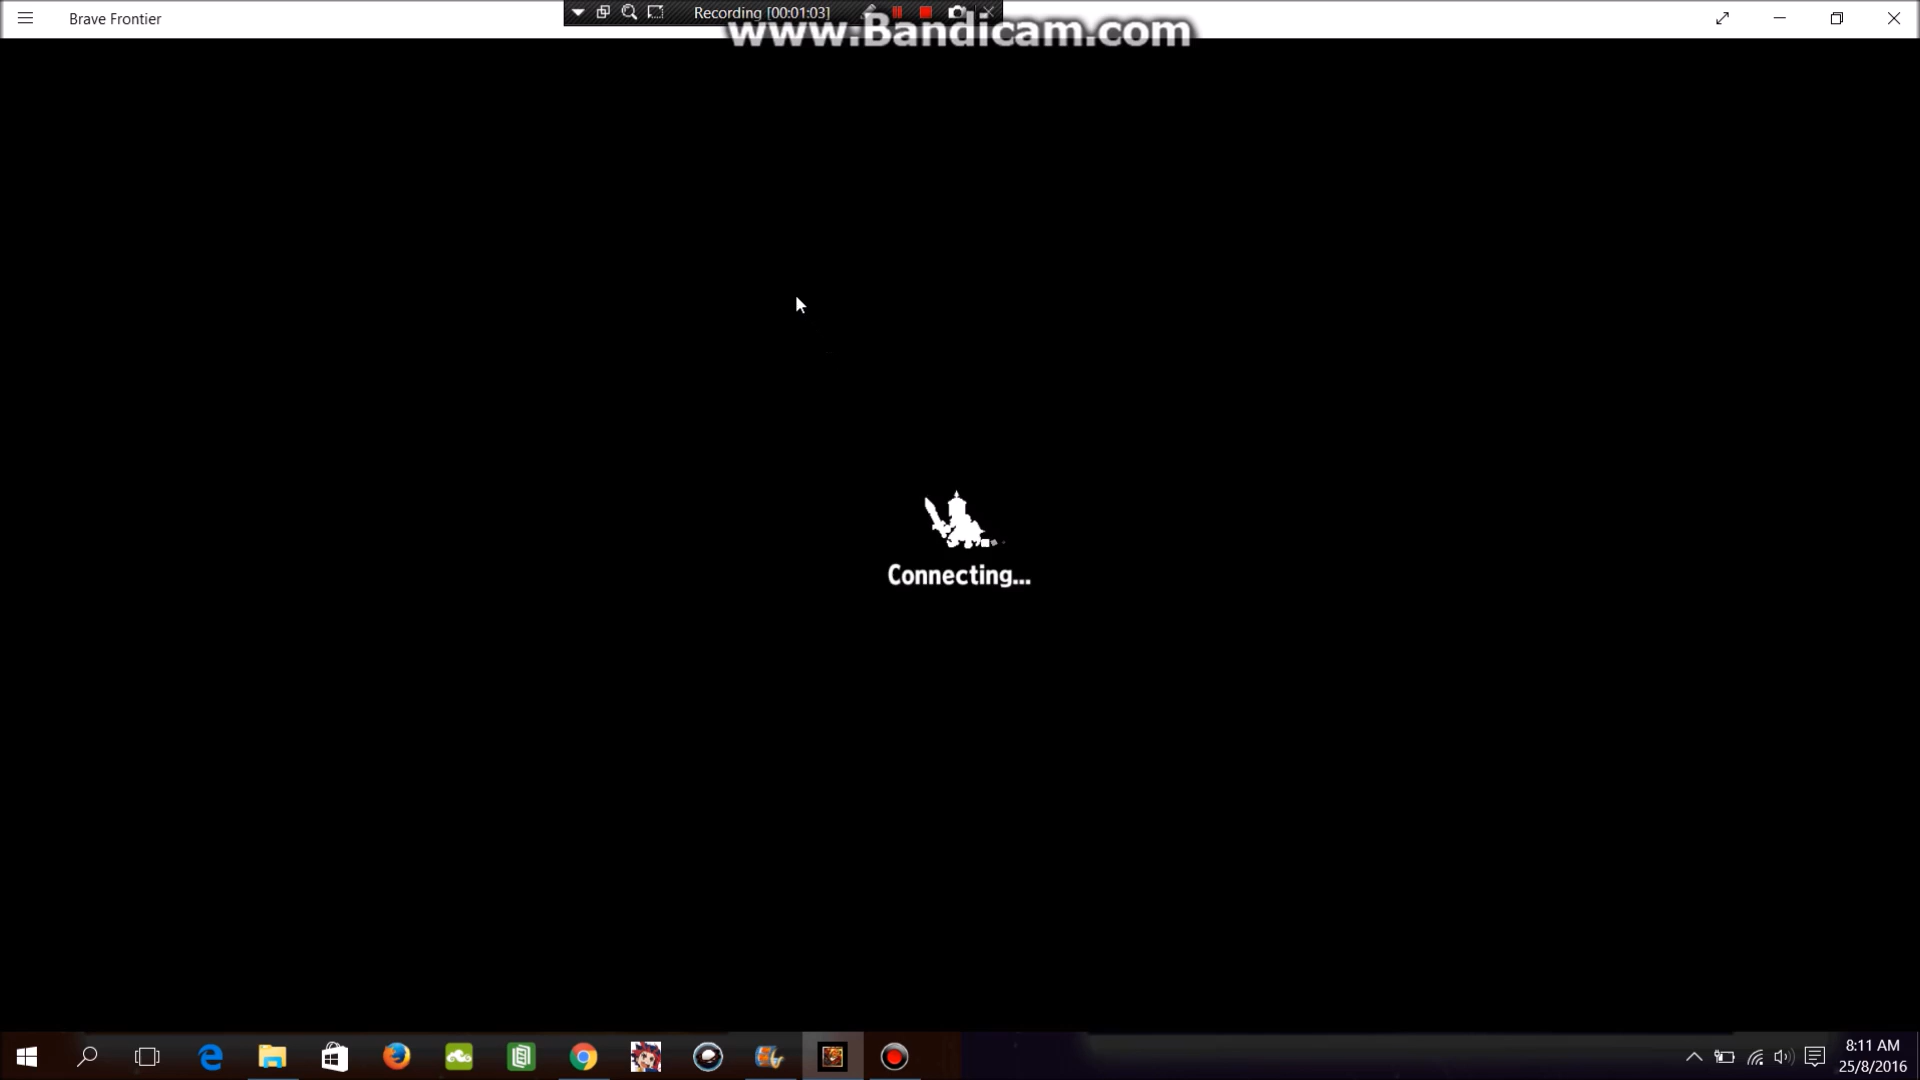 Brave Frontier
Recording [00:01:03]
www.Bandicam.com
Connecting...
8:11 AM
25/8/2016